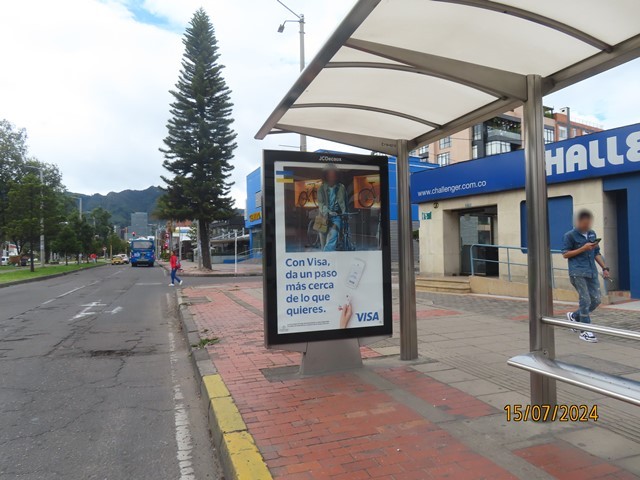 JCDecaux
www.challenger.com.co
HALLE
Con Visa,
da un paso
más cerca
de lo que
quieres.
VISA
15/07/2024